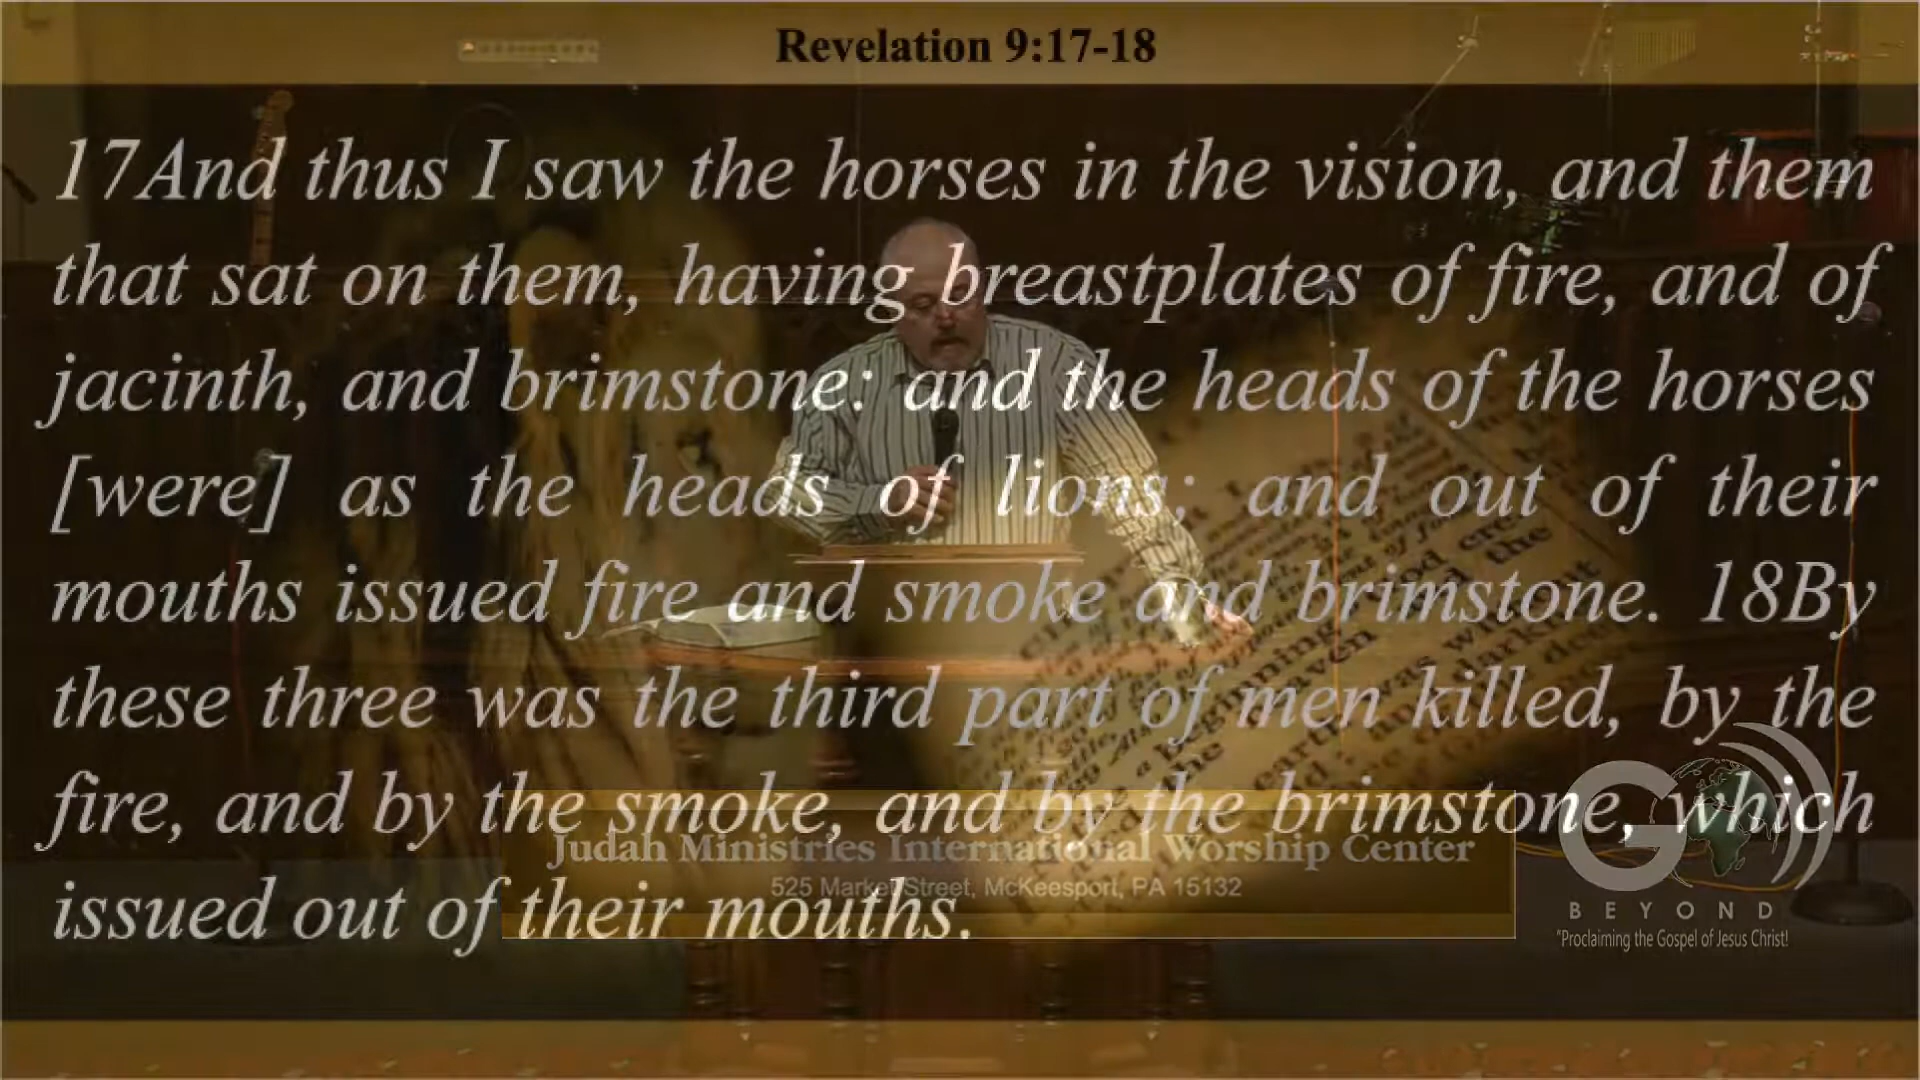 Revelation 9:17-18
17And thus I saw the horses in the vision, and them
that sat on them, having breastplates of fire, and of
jacinth, and brimstone: and the heads of the horses
[were] as the heads of lions; and out of their
mouths issued fire and smoke and brimstone. 18By
these three was the third part of men killed, by the
fire, and by the smoke, and by the brimstone, which
issued out of their mouths.
Judah Ministries International Worship Center
525 Market Street, McKeesport, PA 15132
GO
BEYOND
"Proclaiming the Gospel of Jesus Christ!
beginning
the heaven